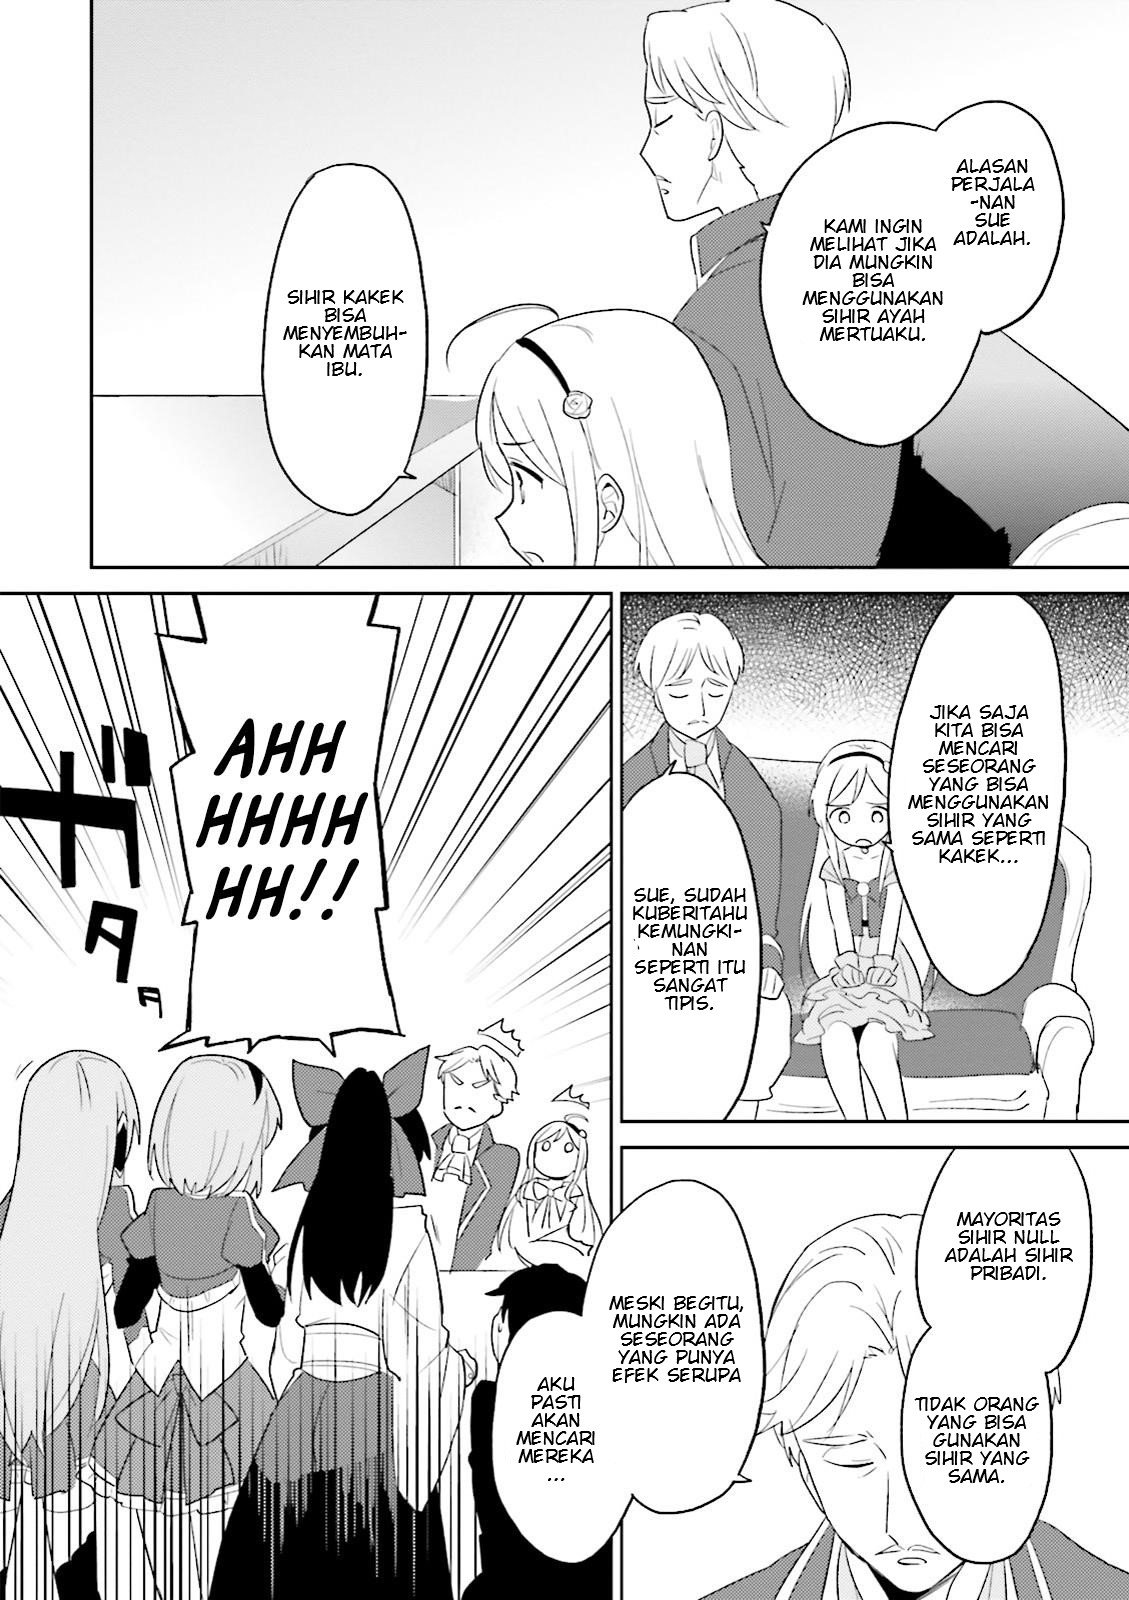 ALASAN
PERJALA
-NAN
SUE
ADALAH.
KAMI INGIN
MELIHAT JIKA
DIA MUNGKIN
BISA
MENGGUNAKAN
SIHIR AYAH
MERTUAKU.
SIHIR KAKEK
BISA
MENYEMBUH-
KAN MATA
IBU.
JIKA SAJA
KITA BISA
MENCARI
SESEORANG
YANG BISA
MENGGUNAKAN
SIHIR YANG
SAMA SEPERTI
KAKEK...
SUE, SUDAH
KUBERITAHU
KEMUNGKI-
NAN
SEPERTI ITU
SANGAT
TIPIS.
MAYORITAS
SIHIR NULL
ADALAH SIHIR
PRIBADI.
TIDAK ORANG
YANG BISA
GUNAKAN
SIHIR YANG
SAMA.
MESKI BEGITU,
MUNGKIN ADA
SESEORANG
YANG PUNYA
EFEK SERUPA
AKU
PASTI
AKAN
MENCARI
MEREKA
...
AHH
HHHHH
HH!!
ガタタ